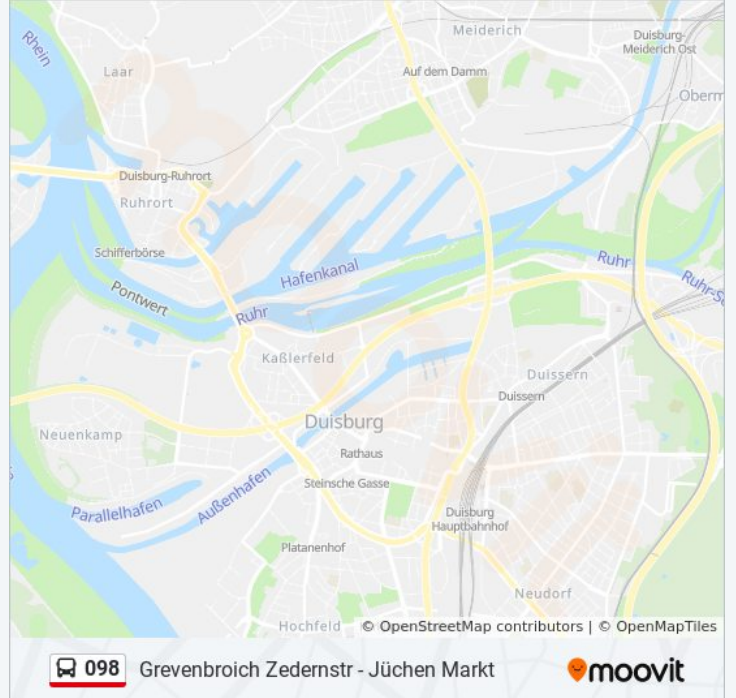 Meiderich
Duisburg-
Meiderich Ost
Rhein
Laar
Auf dem Damm
Oberm
Duisburg-Ruhrort
Ruhrort
Schifferbörse
Hafenkanal
Ruhr
Ruhr-Sü
Pontwert
Ruhr
Kaßlerfeld
Duissern
Duissern
Duisburg
Neuenkamp
Rathaus
Steinsche Gasse
Parallelhafen
Außenhafen
Duisburg
Hauptbahnhof
Platanenhof
Neudorf
Hochfeld
© OpenStreetMap contributors | © OpenMapTiles
098 Grevenbroich Zedernstr - Jüchen Markt
moovit